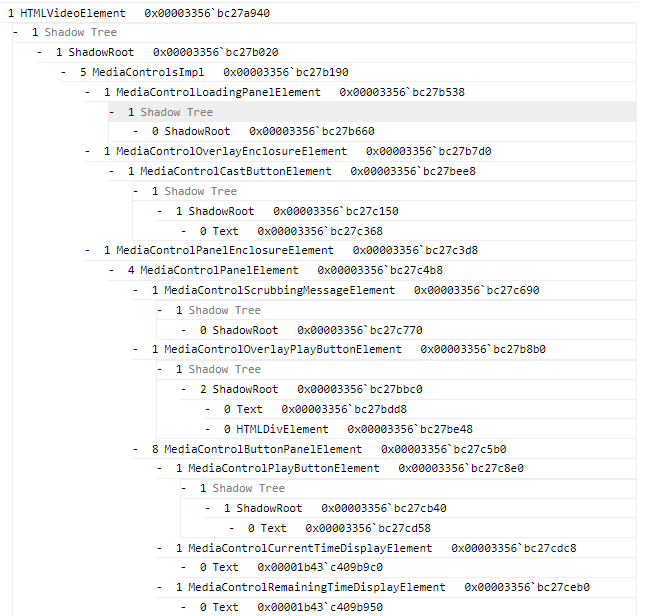 1 HTMLVideoElement 0x00003356`bc27a940
- 1 Shadow Tree
- 1 ShadowRoot 0x00003356`bc27b020
- 5 MediaControlsImpl 0x00003356`bc27b190
- 1 MediaControlLoadingPanelElement 0x00003356`bc27b538
- 1 Shadow Tree
- 0 ShadowRoot 0x00003356`bc27b660
- 1 MediaControlOverlayEnclosureElement 0x00003356`bc27b7d0
- 1 MediaControlCastButtonElement 0x00003356`bc27bee8
- 1 Shadow Tree
- 1 ShadowRoot 0x00003356`bc27c150
- 0 Text 0x00003356`bc27c368
- 1 MediaControlPanelEnclosureElement 0x00003356`bc27c3d8
- 4 MediaControlPanelElement 0x00003356`bc27c4b8
- 1 MediaControlScrubbingMessageElement 0x00003356`bc27c690
- 1 Shadow Tree
- 0 ShadowRoot 0x00003356`bc27c770
- 1 MediaControlOverlayPlayButtonElement 0x00003356`bc27b8b0
- 1 Shadow Tree
- 2 ShadowRoot 0x00003356`bc27bbc0
- 0 Text 0x00003356`bc27bdd8
- 0 HTMLDivElement 0x00003356`bc27be48
- 8 MediaControlButtonPanelElement 0x00003356`bc27c5b0
- 1 MediaControlPlayButtonElement 0x00003356`bc27c8e0
- 1 Shadow Tree
- 1 ShadowRoot 0x00003356`bc27cb40
- 0 Text 0x00003356`bc27cd58
- 1 MediaControlCurrentTimeDisplayElement 0x00003356`bc27cdc8
- 0 Text 0x00001b43`c409b9c0
- 1 MediaControlRemainingTimeDisplayElement 0x00003356`bc27ceb0
- 0 Text 0x00001b43`c409b950